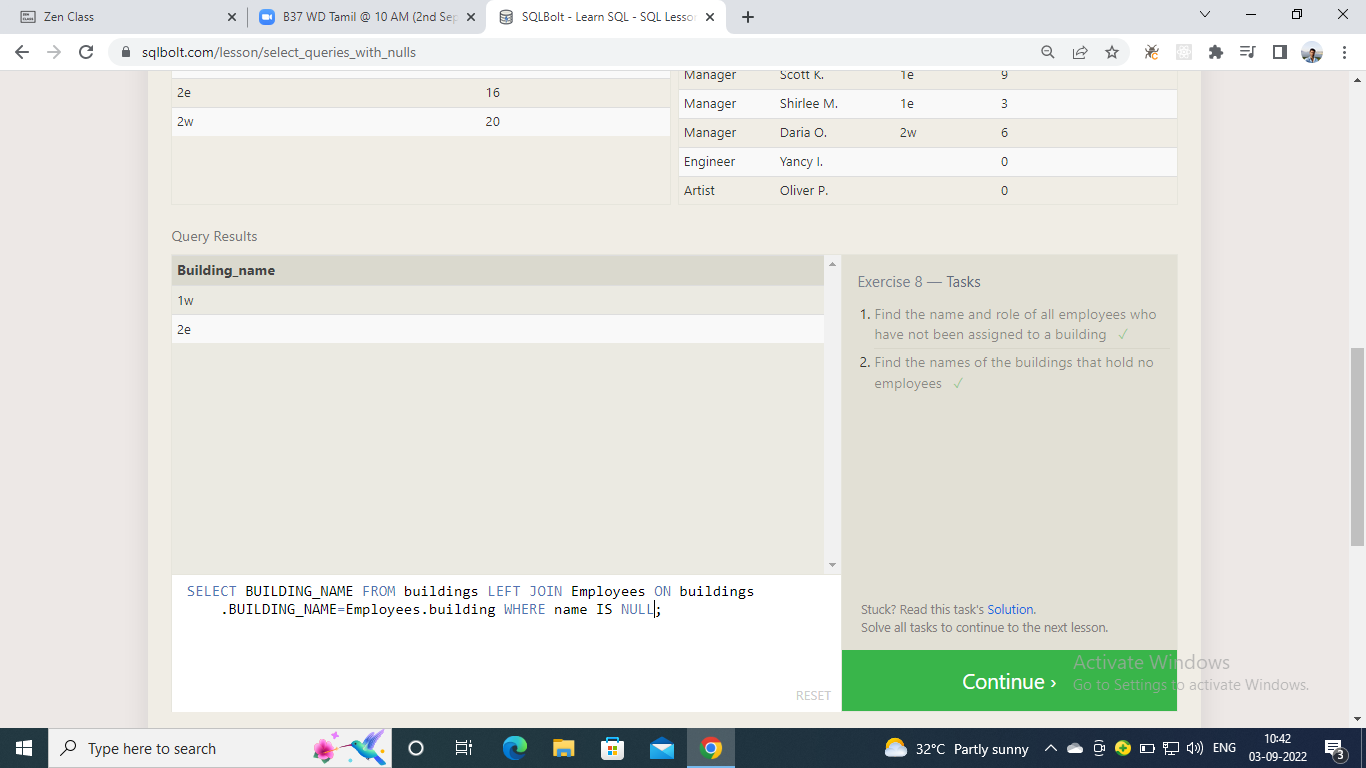 Zen Class
B37 WD Tamil @ 10 AM (2nd Sep
SQLBolt - Learn SQL - SQL Lesso
sqlbolt.com/lesson/select_queries_with_nulls
Manager Scott K. 1e 9
2e 16
Manager Shirlee M. 1e 3
2w 20
Manager Daria O. 2w 6
Engineer Yancy I. 0
Artist Oliver P. 0
Query Results
Building_name
1w
2e
Exercise 8 — Tasks
1. Find the name and role of all employees who
have not been assigned to a building ✓
2. Find the names of the buildings that hold no
employees ✓
SELECT BUILDING_NAME FROM buildings LEFT JOIN Employees ON buildings
.BUILDING_NAME=Employees.building WHERE name IS NULL;
RESET
Stuck? Read this task's Solution.
Solve all tasks to continue to the next lesson.
Continue ›
Activate Windows
Go to Settings to activate Windows.
Type here to search
32°C Partly sunny
ENG
10:42
03-09-2022
3